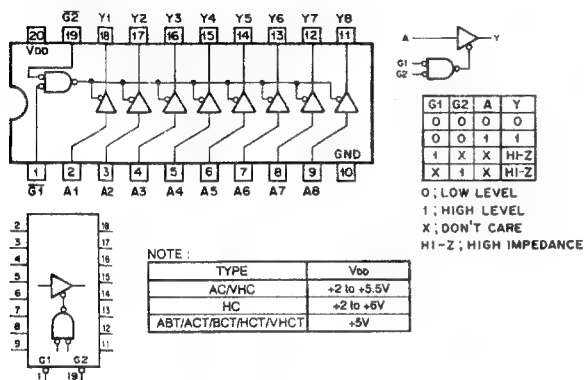 G2 Y1 Y2 Y3 Y4 Y5 Y6 Y7 Y8
20 19 18 17 16 15 14 13 12 11
VDD
GND
1 2 3 4 5 6 7 8 9 10
G1 A1 A2 A3 A4 A5 A6 A7 A8
A Y
G1
G2
G1 G2 A Y
0 0 0 0
0 0 1 1
1 X X HI-Z
X 1 X HI-Z
0 ; LOW LEVEL
1 ; HIGH LEVEL
X ; DON'T CARE
HI-Z ; HIGH IMPEDANCE
2 18
3 17
4 16
5 15
6 14
7 13
8 12
9 11
G1 G2
1 19
NOTE :
TYPE VDD
AC/VHC +2 to +5.5V
HC +2 to +6V
ABT/ACT/BCT/HCT/VHCT +5V